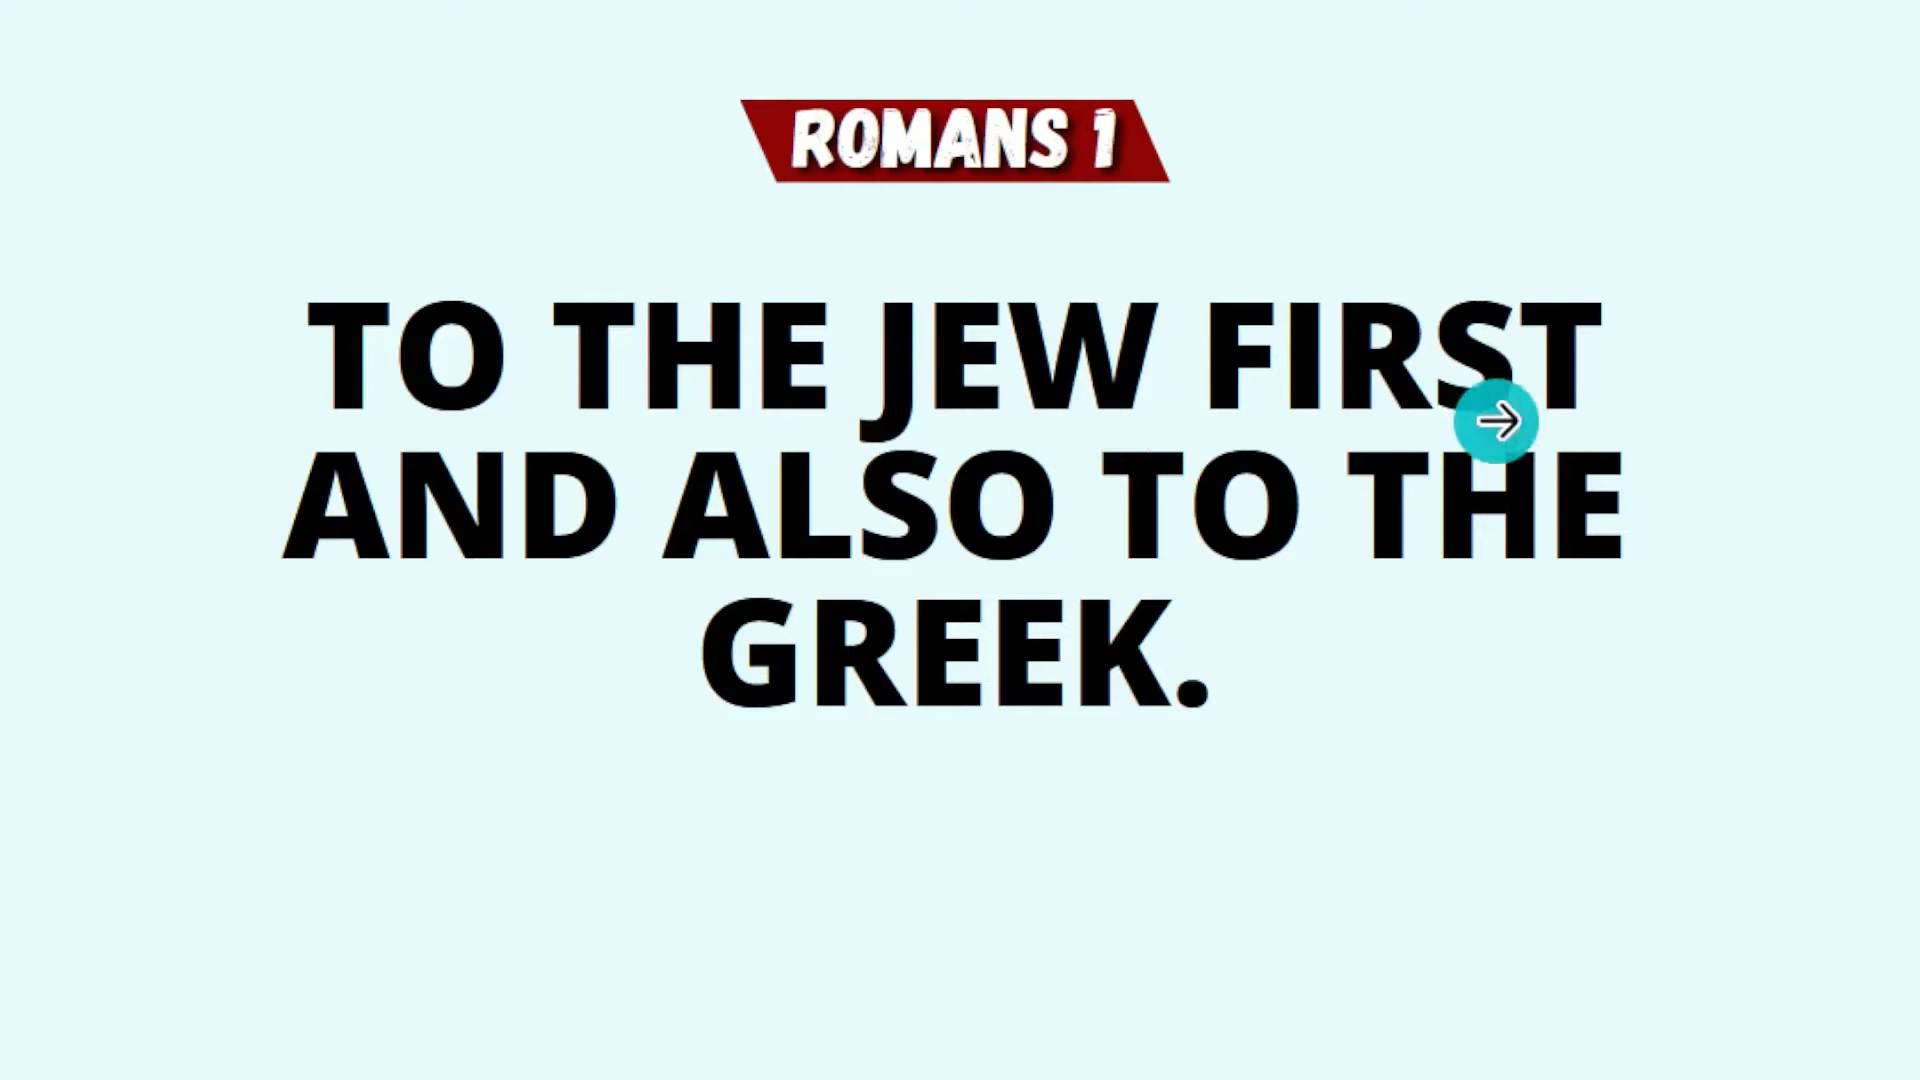 ROMANS 1
TO THE JEW FIRST
AND ALSO TO THE
GREEK.